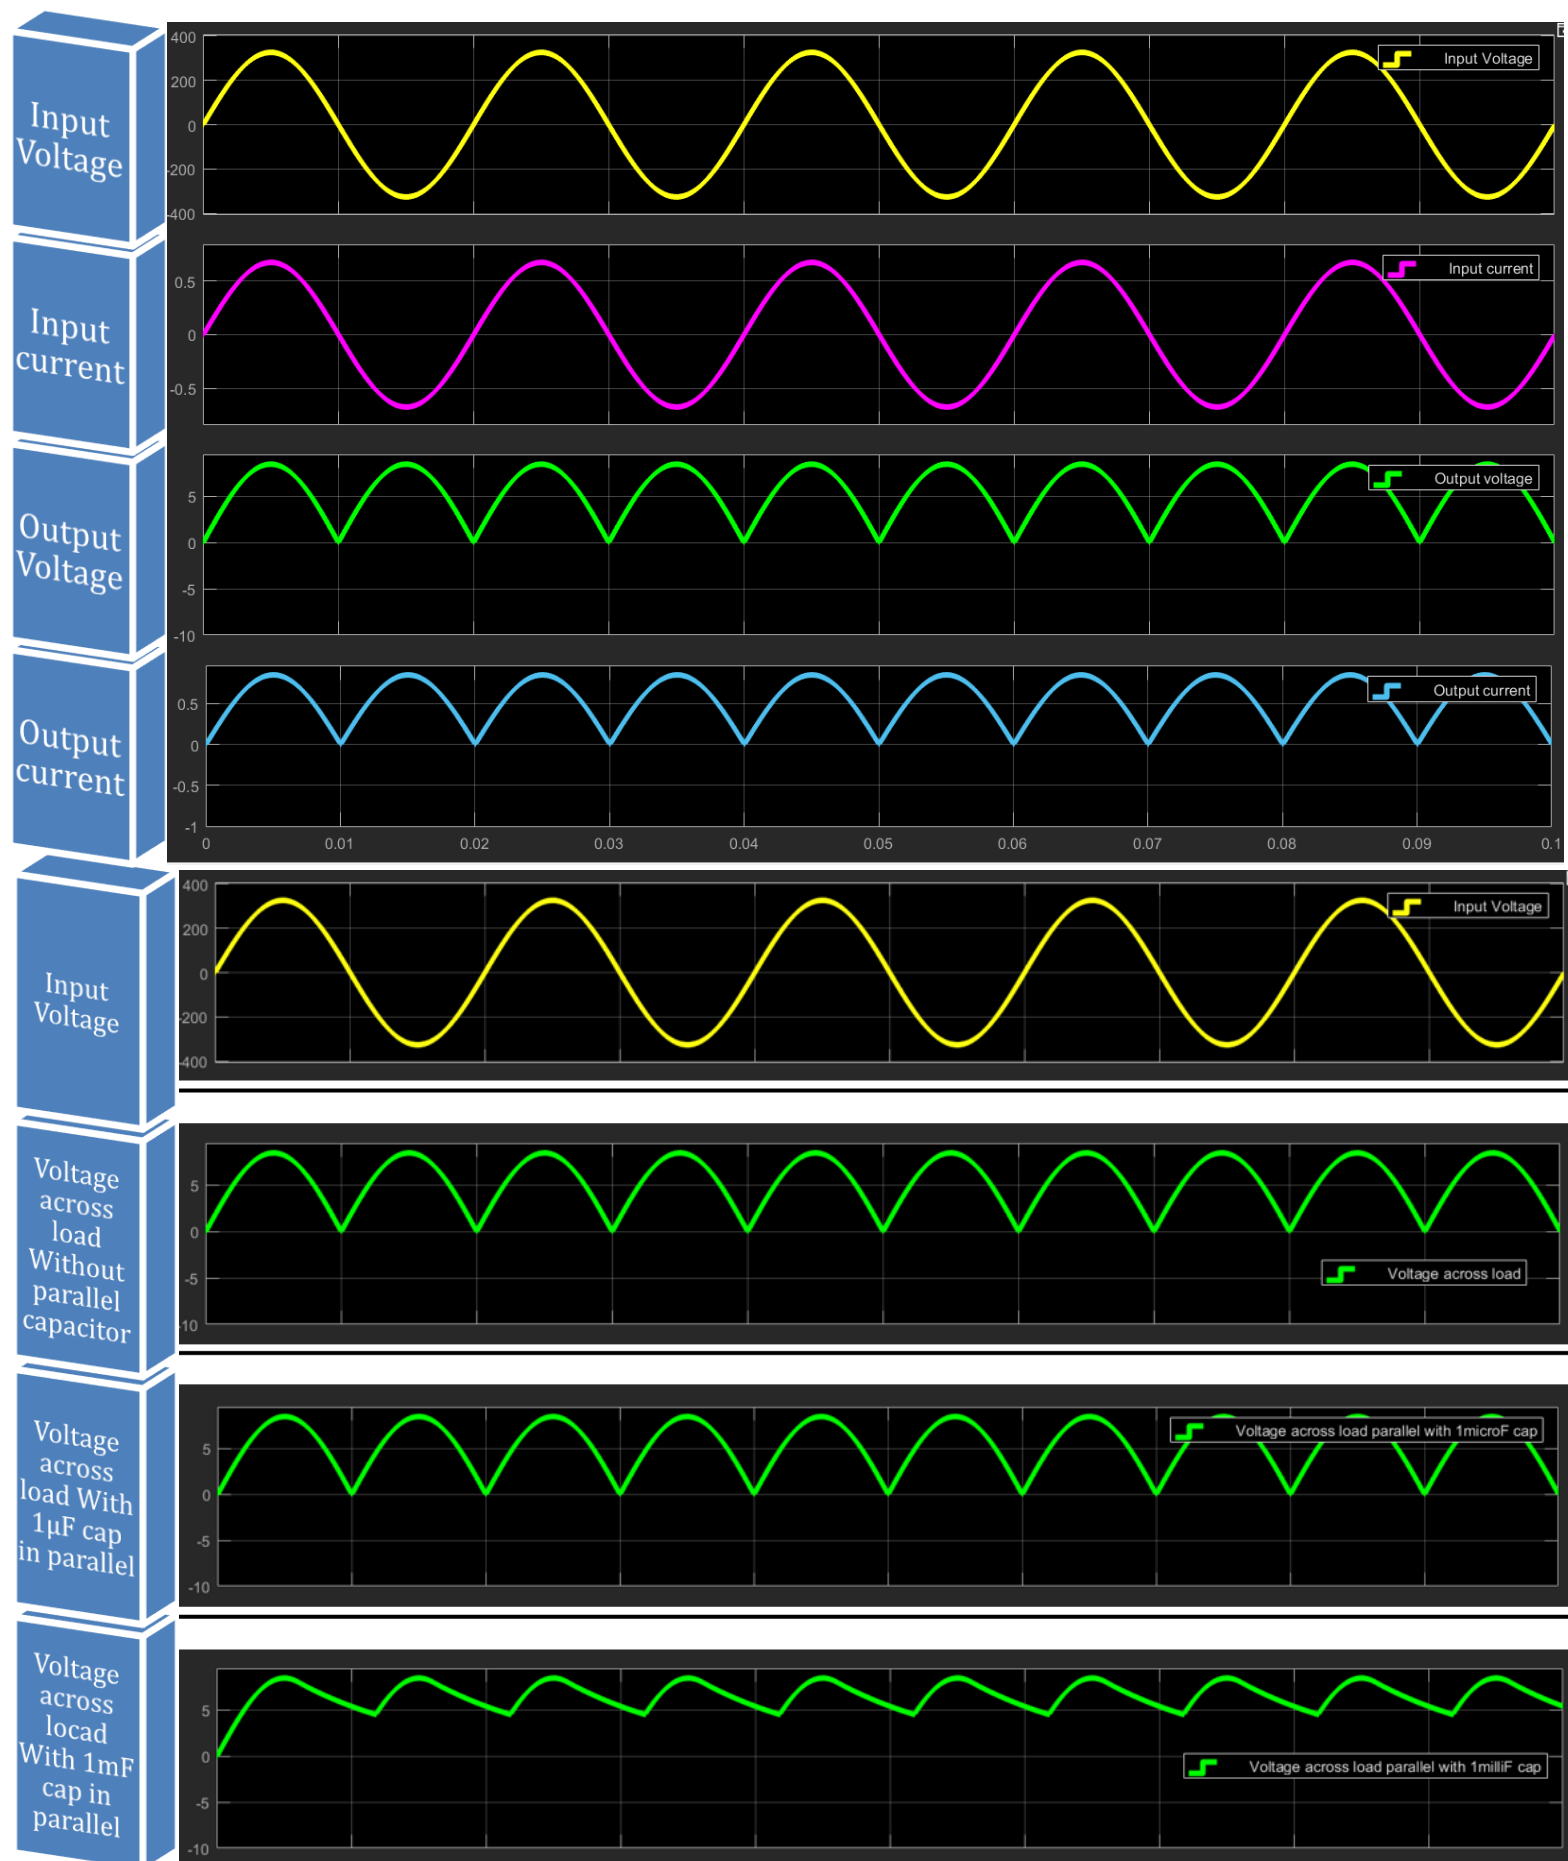 Input
Voltage
400
200
0
-200
-400
Input Voltage
Input
current
0.5
0
-0.5
Input current
Output
Voltage
5
0
-5
-10
Output voltage
Output
current
0.5
0
-0.5
-1
Output current
0 0.01 0.02 0.03 0.04 0.05 0.06 0.07 0.08 0.09 0.1
Input
Voltage
400
200
0
-200
-400
Input Voltage
Voltage
across
load
Without
parallel
capacitor
5
0
-5
-10
Voltage across load
Voltage
across
load With
1µF cap
in parallel
5
0
-5
-10
Voltage across load parallel with 1microF cap
Voltage
across
locad
With 1mF
cap in
parallel
5
0
-5
-10
Voltage across load parallel with 1milliF cap